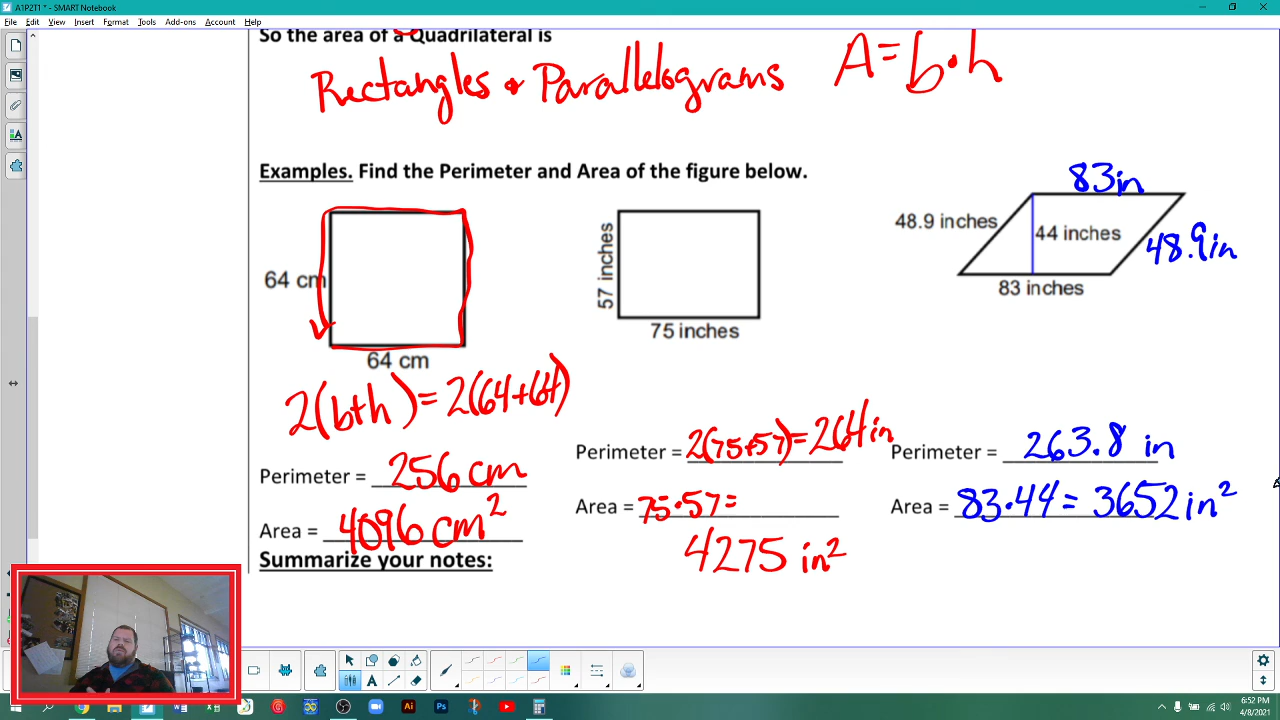 A1P2T1 * - SMART Notebook
File Edit View Insert Format Tools Add-ons Account Help
So the area of a Quadrilateral is
Rectangles & Parallelograms A=b·h
Examples. Find the Perimeter and Area of the figure below.
64 cm
64 cm
2(b+h)=2(64+64)
Perimeter = 256 cm
Area = 4096 cm²
57 inches
75 inches
Perimeter = 2(75+57)=264 in
Area = 75·57=
4275 in²
83in
48.9 inches
44 inches
48.9in
83 inches
Perimeter = 263.8 in
Area = 83·44= 3652 in²
Summarize your notes:
A
Ai Ps
6:52 PM
4/8/2021